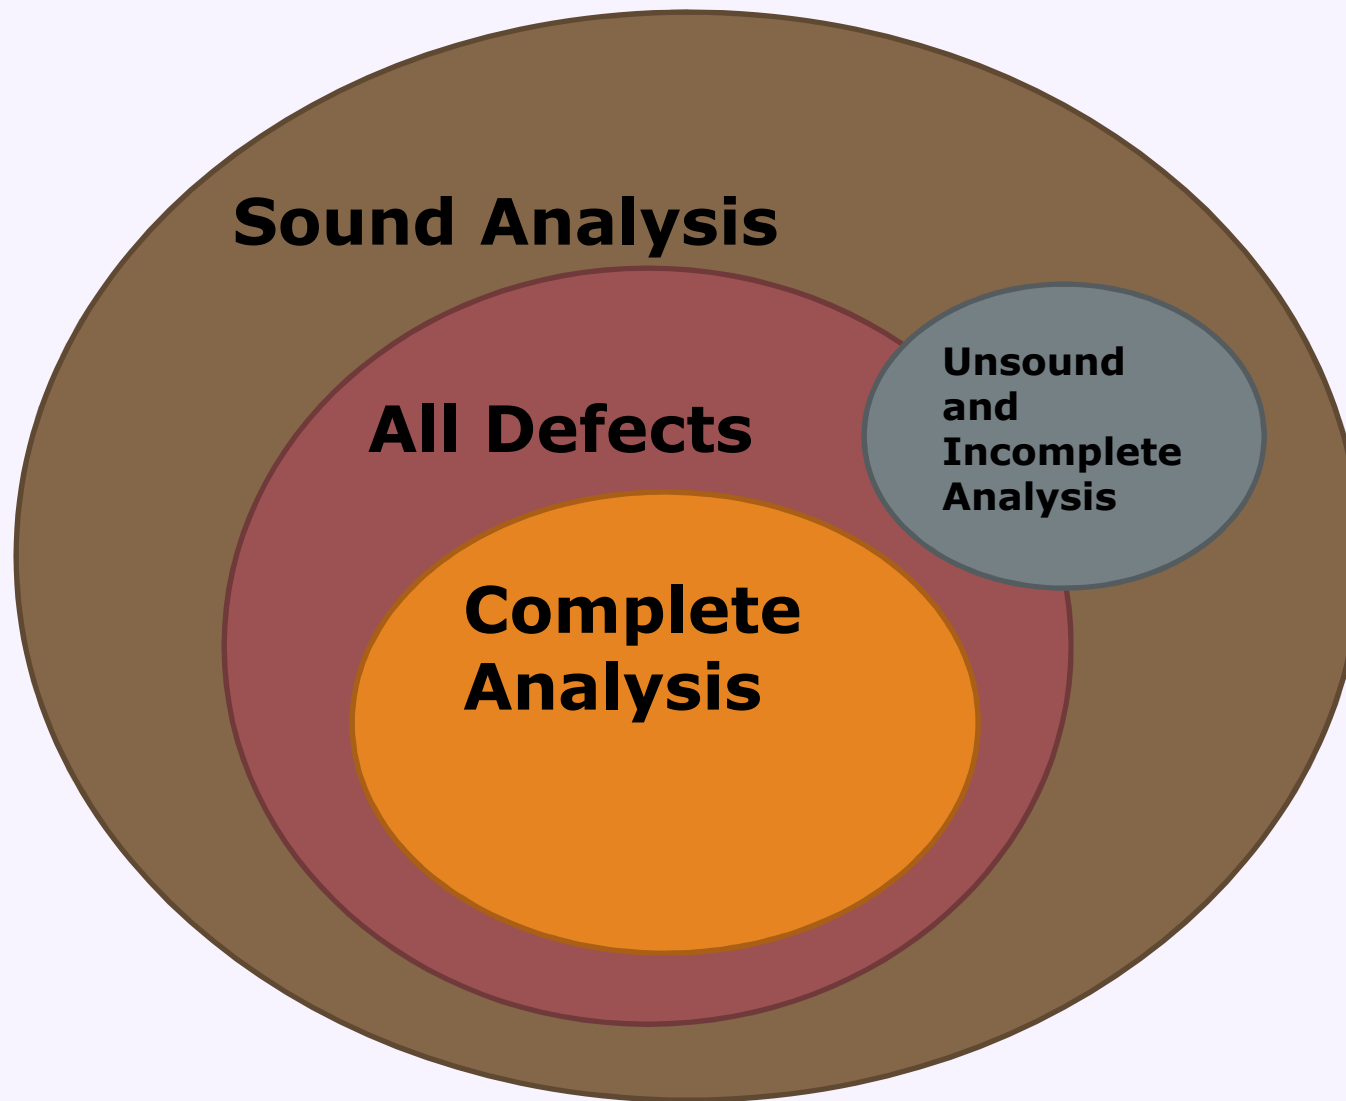 Sound Analysis
All Defects
Unsound
and
Incomplete
Analysis
Complete
Analysis